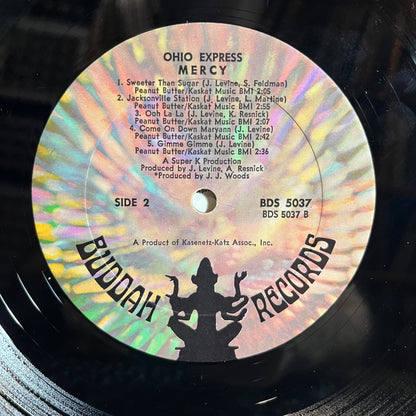 OHIO EXPRESS
MERCY
1. Sweeter Than Sugar (J. Levine, S. Feldman)
Peanut Butter/Kaskat Music BMI 2:05
2. Jacksonville Station (J. Levine, L. Martine)
Peanut Butter/Kaskat Music BMI 2:55
3. Ooh La La (J. Levine, K. Resnick)
Peanut Butter/Kaskat Music BMI 2:07
4. Come On Down Maryann (J. Levine)
Peanut Butter/Kaskat Music BMI 2:42
5. Gimme Gimme (J. Levine)
Peanut Butter/Kaskat Music BMI 2:36
A Super K Production
Produced by J. Levine, A. Resnick
*Produced by J. J. Woods
SIDE 2
BDS 5037
BDS 5037 B
A Product of Kasenetz-Katz Assoc., Inc.
BUDDAH RECORDS